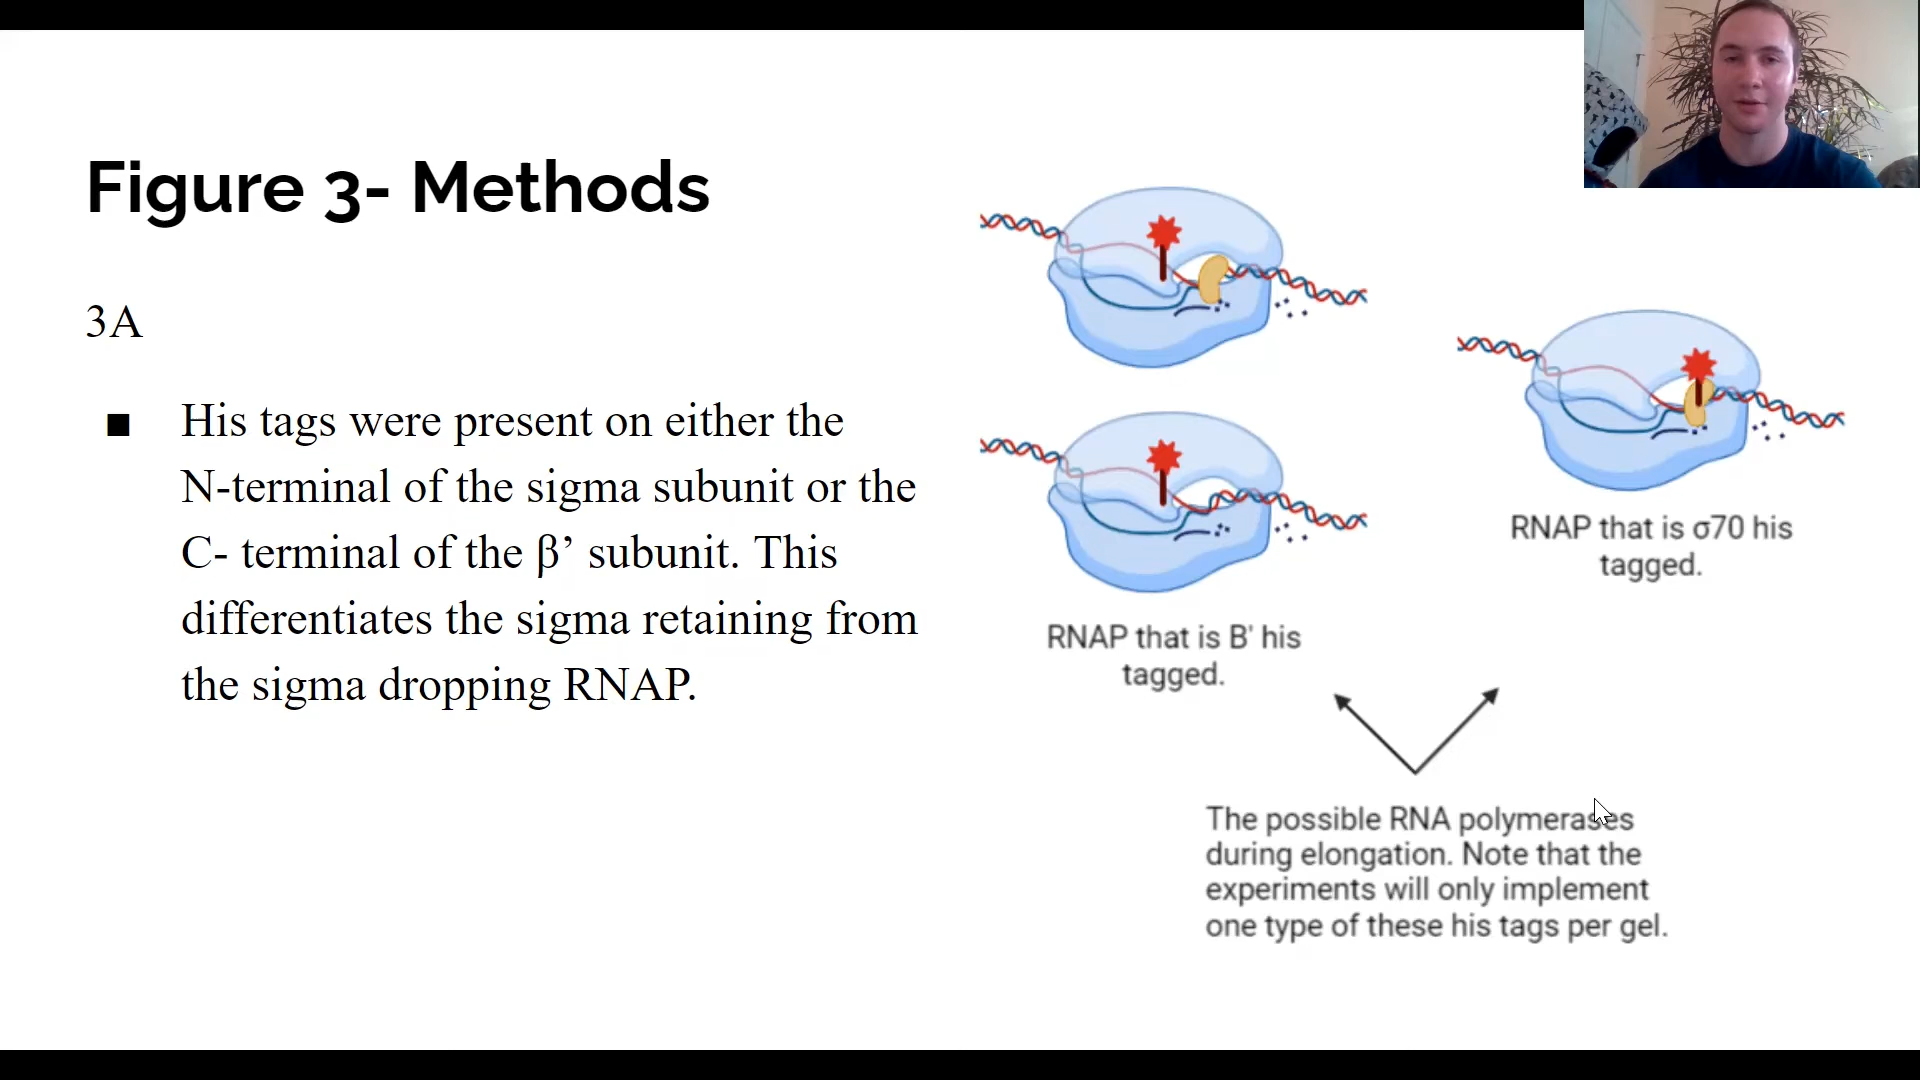 Figure 3- Methods
3A
■ His tags were present on either the
N-terminal of the sigma subunit or the
C- terminal of the β’ subunit. This
differentiates the sigma retaining from
the sigma dropping RNAP.
RNAP that is B' his
tagged.
RNAP that is σ70 his
tagged.
The possible RNA polymerases
during elongation. Note that the
experiments will only implement
one type of these his tags per gel.